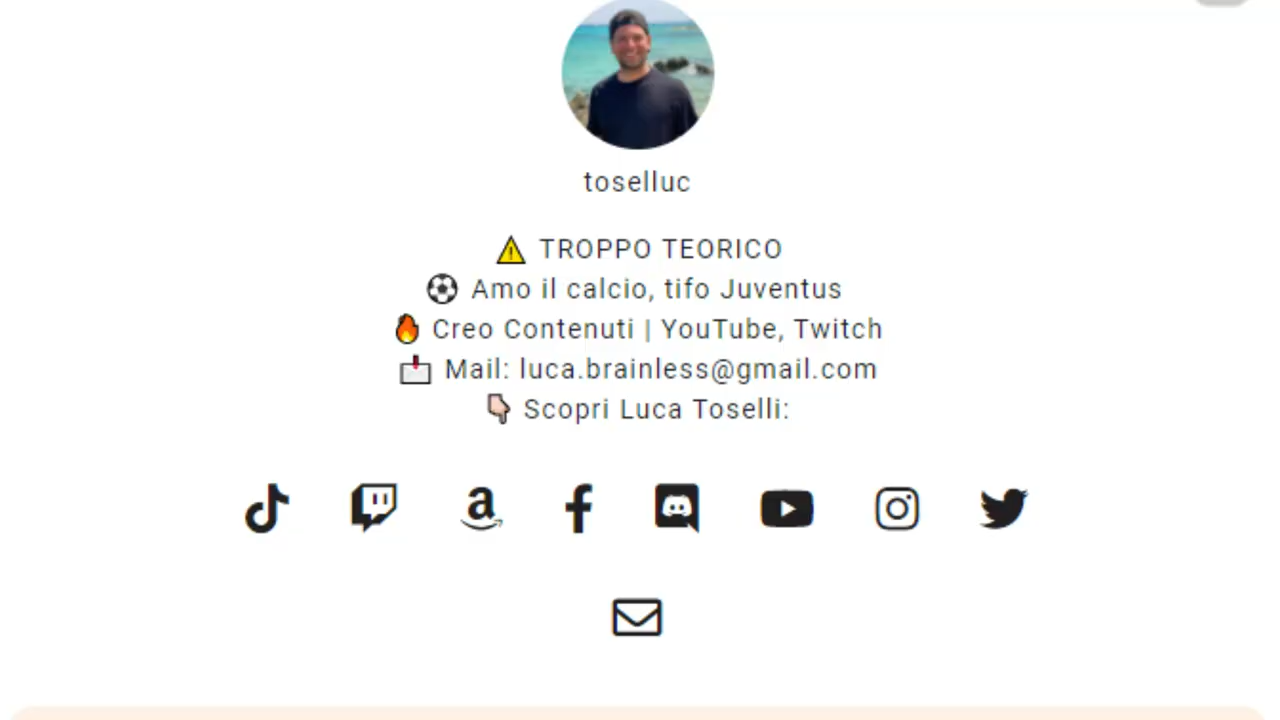 toselluc
⚠️ TROPPO TEORICO
⚽ Amo il calcio, tifo Juventus
🔥 Creo Contenuti | YouTube, Twitch
📩 Mail: luca.brainless@gmail.com
👇🏻 Scopri Luca Toselli: